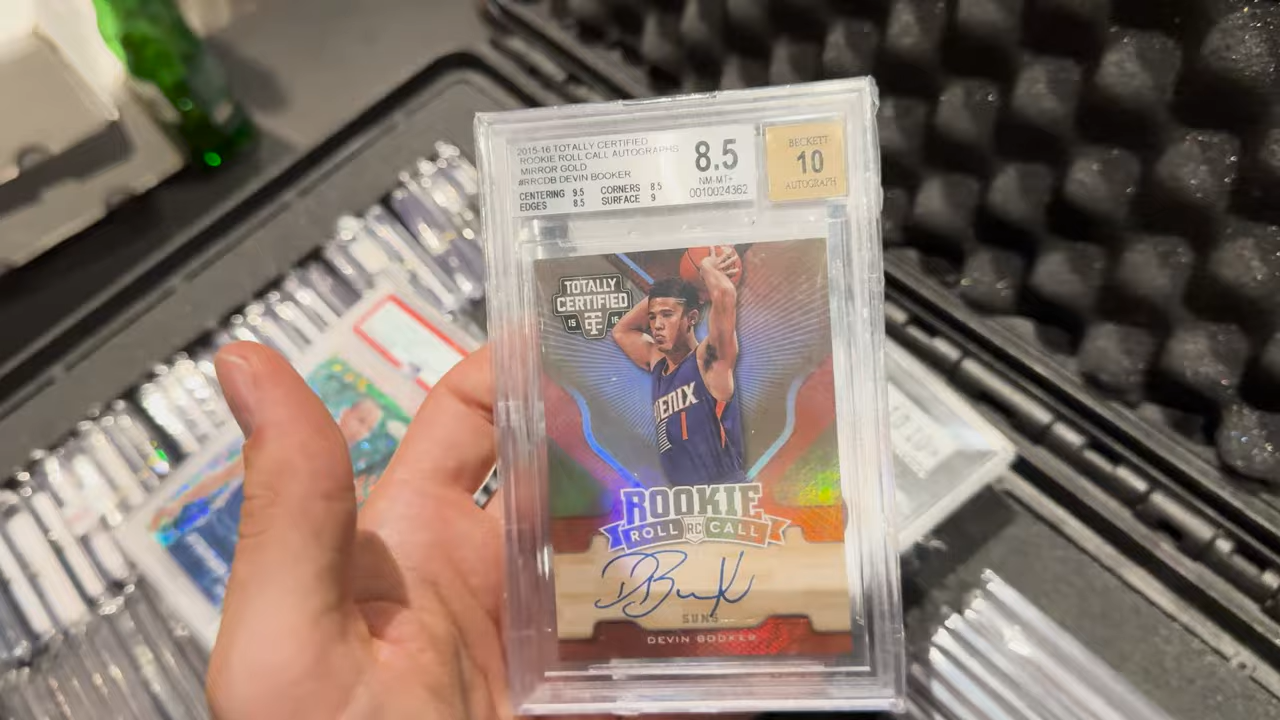 2015-16 TOTALLY CERTIFIED
ROOKIE ROLL CALL AUTOGRAPHS
MIRROR GOLD
#RRCDB DEVIN BOOKER
CENTERING 9.5 CORNERS 8.5
EDGES 8.5 SURFACE 9
8.5
NM-MT+
0010024362
BECKETT
10
AUTOGRAPH
TOTALLY
CERTIFIED
15 16
ENIX
1
ROOKIE
ROLL RC CALL
SUNS
DEVIN BOOKER